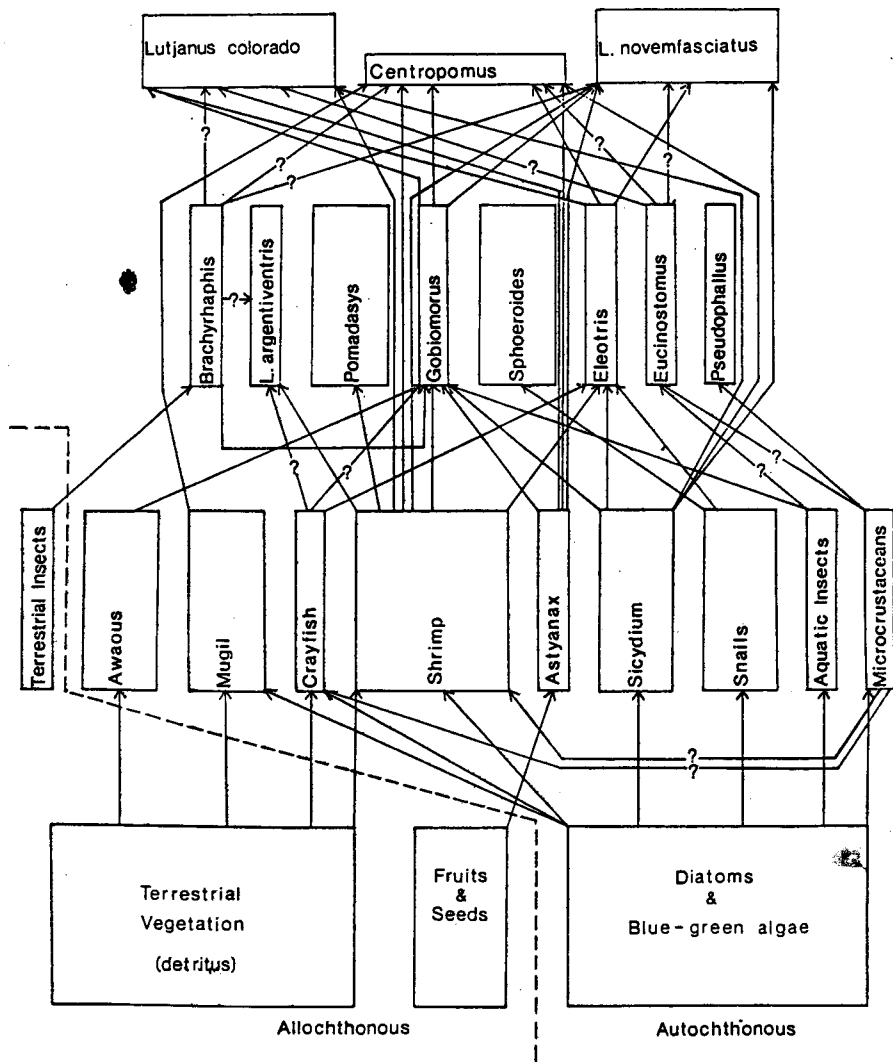 Lutjanus colorado
Centropomus
L. novemfasciatus
?
?
?
?
?
?
Brachyrhaphis
?
L. argentiventris
Pomadasys
Gobiomorus
Sphoeroides
Eleotris
Eucinostomus
Pseudophallus
?
?
?
?
Terrestrial Insects
Awaous
Mugil
Crayfish
Shrimp
Astyanax
Sicydium
Snails
Aquatic Insects
Microcrustaceans
?
?
Terrestrial
Vegetation
(detritus)
Fruits
&
Seeds
Diatoms
&
Blue-green algae
Allochthonous
Autochthonous